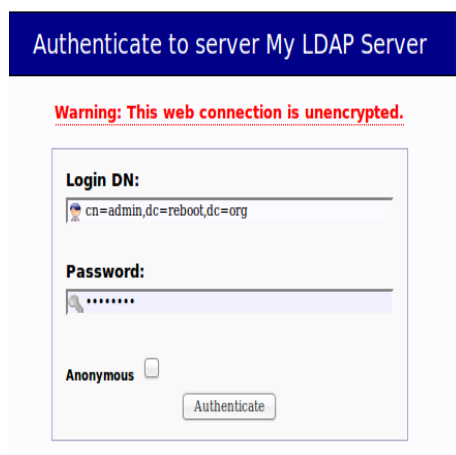 Authenticate to server My LDAP Server
Warning: This web connection is unencrypted.
Login DN:
cn=admin,dc=reboot,dc=org
Password:
••••••••
Anonymous
Authenticate